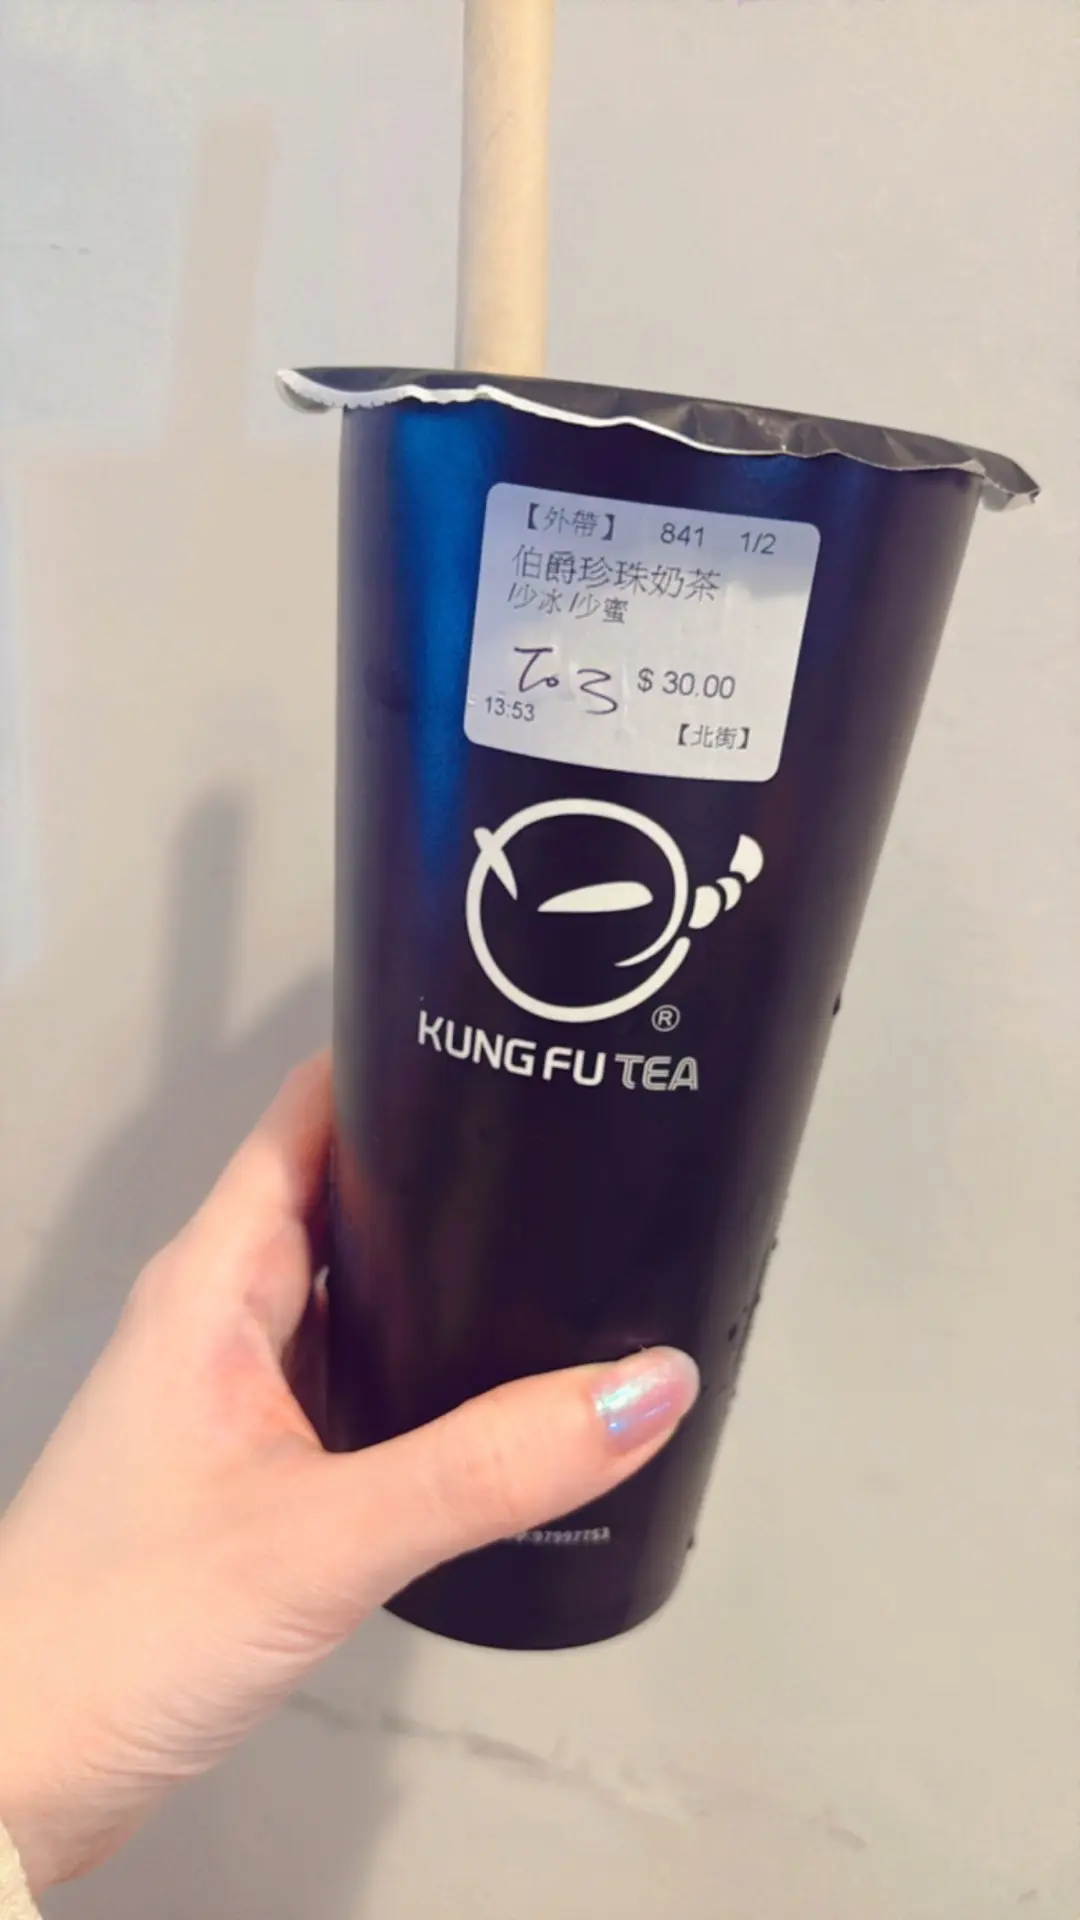 【外帶】 841 1/2
伯爵珍珠奶茶
/少冰/少蜜
$ 30.00
13:53
【北街】
®
KUNG FU TEA
:97997753